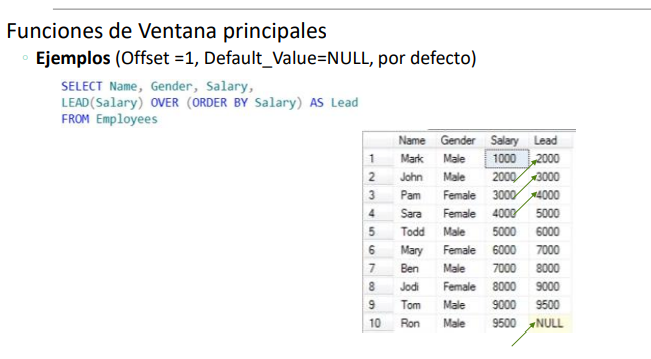 Funciones de Ventana principales
◦ Ejemplos (Offset =1, Default_Value=NULL, por defecto)
SELECT Name, Gender, Salary,
LEAD(Salary) OVER (ORDER BY Salary) AS Lead
FROM Employees
Name Gender Salary Lead
1 Mark Male 1000 2000
2 John Male 2000 3000
3 Pam Female 3000 4000
4 Sara Female 4000 5000
5 Todd Male 5000 6000
6 Mary Female 6000 7000
7 Ben Male 7000 8000
8 Jodi Female 8000 9000
9 Tom Male 9000 9500
10 Ron Male 9500 NULL